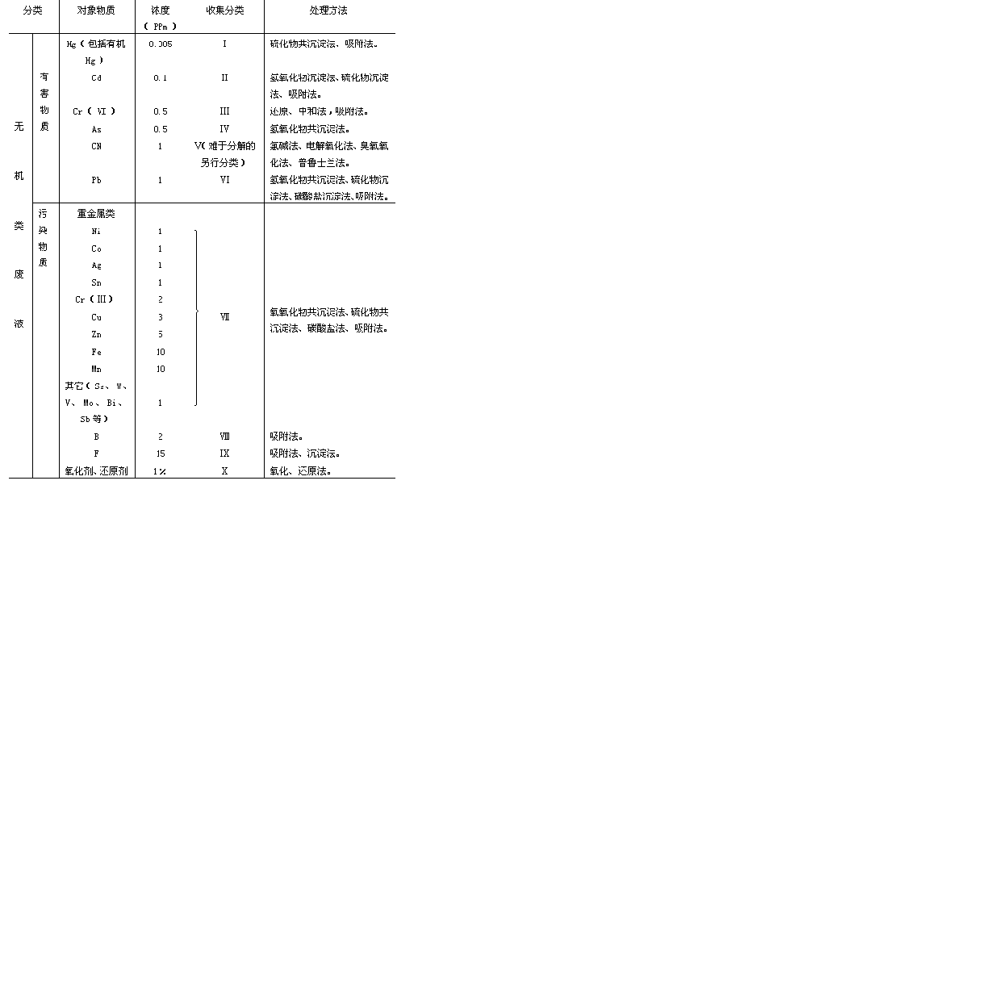 分类 对象物质 浓度 收集分类 处理方法
( PPm )
Hg ( 包括有机 0.005 I 硫化物共沉淀法、吸附法。
Hg )
Cd 0.1 II 氢氧化物沉淀法、硫化物沉淀
法、吸附法。
Cr ( VI ) 0.5 III 还原、中和法,吸附法。
As 0.5 IV 氢氧化物共沉淀法。
CN 1 V( 难于分解的 氯碱法、电解氧化法、臭氧氧
另行分类 ) 化法、普鲁士兰法。
Pb 1 VI 氢氧化物共沉淀法、硫化物沉
淀法、碳酸盐沉淀法、吸附法。
有害物质
重金属类
Ni 1
Co 1
Ag 1
Sn 1
Cr ( III ) 2
Cu 3 VII 氧氧化物共沉淀法、硫化物共
沉淀法、碳酸盐法、吸附法。
Zn 5
Fe 10
Mn 10
其它 ( Se、 W、
V、 Mo、 Bi、 1
Sb 等 )
B 2 VIII 吸附法。
F 15 IX 吸附法、沉淀法。
氧化剂、还原剂 1% X 氧化、还原法。
污染物质
无机类废液